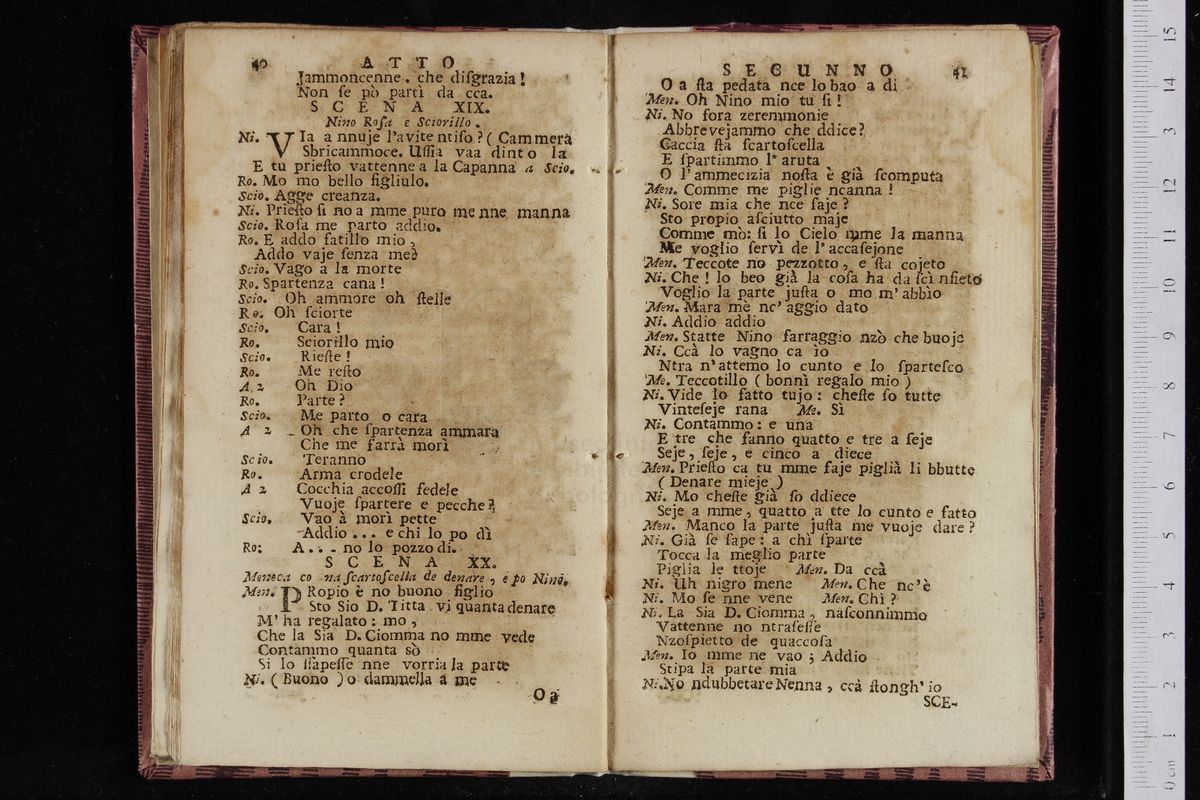 40 ATTO
Jammoncenne. che diſgrazia!
Non ſe pò partì da cca.
SCENA XIX.
Nino Roſa e Sciorillo.
Ni. VIa a nnuje l'avite ntiſo? ( Cammerà
Sbricammoce. Uſſia vaa dinto la
E tu prieſto vattenne a la Capanna a Scio.
Ro. Mo mo bello figliulo.
Scio. Agge creanza.
Ni. Prieſto ſi no a mme puro me nne manna
Scio. Roſa me parto addio.
Ro. E addo fatillo mio,
Addo vaje ſenza me?
Scio. Vago a la morte
Ro. Spartenza cana!
Scio. Oh ammore oh ſtelle
Ro. Oh ſciorte
Scio. Cara!
Ro. Sciorillo mio
Scio. Rieſte!
Ro. Me reſto
A 2 Oh Dio
Ro. Parte?
Scio. Me parto o cara
A 2 Oh che ſpartenza ammara
Che me farrà morì
Scio. Teranno
Ro. Arma crodele
A 2 Cocchia accoſſì fedele
Vuoje ſpartere e pecche?
Scio. Vao à morì pette
Addio ... e chi lo po dì
Ro: A... no lo pozzo di.
SCENA XX.
Meneca co na ſcartoſcella de denare, e po Nino.
Men. PRopio è no buono figlio
Sto Sio D. Titta vi quanta denare
M' ha regalato: mo,
Che la Sia D. Ciomma no mme vede
Contammo quanta sò
Si lo ſſapeſſe nne vorria la parte
Ni. ( Buono ) o dammella a me
O a
SECUNNO 41
O a ſta pedata nce lo bao a di
Men. Oh Nino mio tu ſi!
Ni. Nò ſora zeremmonie
Abbrevejammo che ddice?
Caccia ſtà ſcartoſcella
E ſpartimmo l' aruta
O l'ammecizia noſta è già ſcomputa
Men. Comme me piglie ncanna!
Ni. Sore mia che nce ſaje?
Sto propio aſciutto maje
Comme mò: ſi lo Cielo mme la manna
Me voglio ſervì de l'accaſejone
Men. Teccote no pezzotto, e ſta cojeto
Ni. Che! lo beo già la coſa ha da ſcì nfieto
Voglio la parte juſta o mo m' abbìo
Men. Mara mè nc' aggio dato
Ni. Addio addio
Men. Statte Nino farraggio nzò che buoje
Ni. Ccà lo vagno ca io
Ntra n' attemo lo cunto e lo ſparteſco
Me. Teccotillo ( bonnì regalo mio )
Ni. Vide lo fatto tujo: cheſte ſo tutte
Vinteſeje rana Me. Sì
Ni. Contammo: e una
E tre che fanno quatto e tre a ſeje
Seje, ſeje, e cinco a diece
Men. Prieſto ca tu mme faje piglià li bbutte
( Denare mieje )
Ni. Mo cheſte già ſo ddiece
Seje a mme, quatto a tte lo cunto e fatto
Men. Manco la parte juſta me vuoje dare?
Ni. Già ſe ſape: a chì ſparte
Tocca la meglio parte
Piglia le ttoje Men. Da ccà
Ni. Uh nigro mene Men. Che nc'è
Ni. Mo ſe nne vene Men. Chì?
Ni. La Sia D. Ciomma, naſconnimmo
Vattenne no ntraſeſſe
Nzoſpietto de quaccoſa
Men. Io mme ne vao; Addio
Stipa la parte mia
Ni. No ndubbetare Nenna, ccà ſtongh' io
SCE-